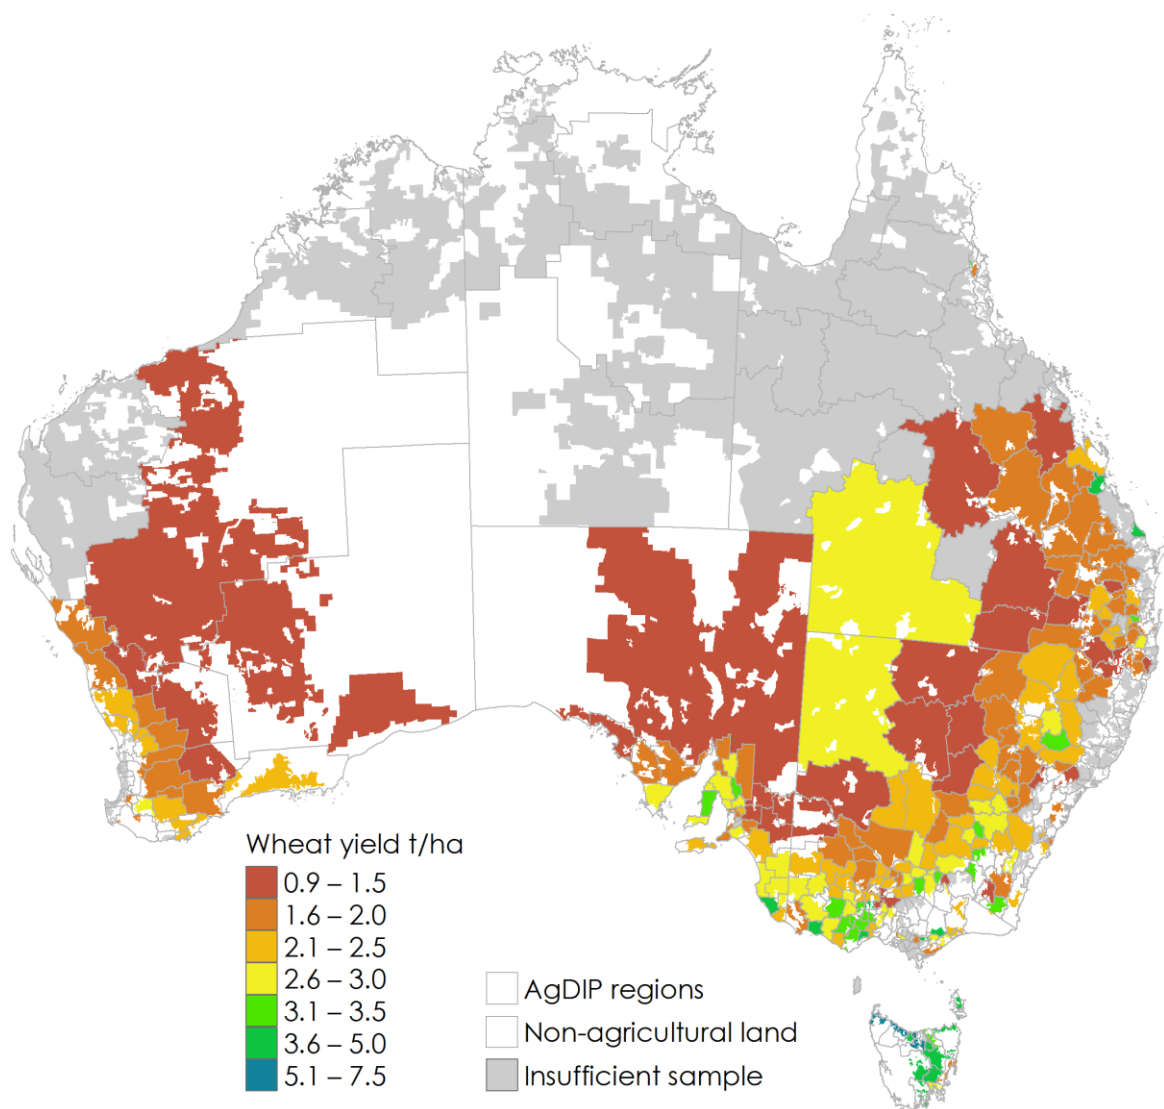 Wheat yield t/ha
0.9 – 1.5
1.6 – 2.0
2.1 – 2.5
2.6 – 3.0
3.1 – 3.5
3.6 – 5.0
5.1 – 7.5
AgDIP regions
Non-agricultural land
Insufficient sample